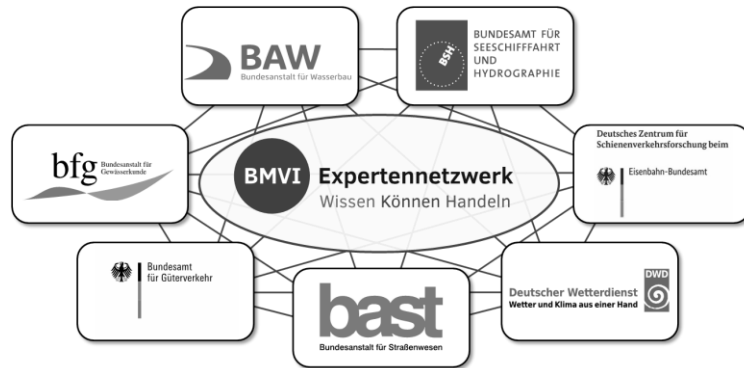 BAW
Bundesanstalt für Wasserbau
BSH
BUNDESAMT FÜR
SEESCHIFFFAHRT
UND
HYDROGRAPHIE
bfg
Bundesanstalt für
Gewässerkunde
BMVI
Expertennetzwerk
Wissen Können Handeln
Deutsches Zentrum für
Schienenverkehrsforschung beim
Eisenbahn-Bundesamt
Bundesamt
für Güterverkehr
bast
Bundesanstalt für Straßenwesen
DWD
Deutscher Wetterdienst
Wetter und Klima aus einer Hand